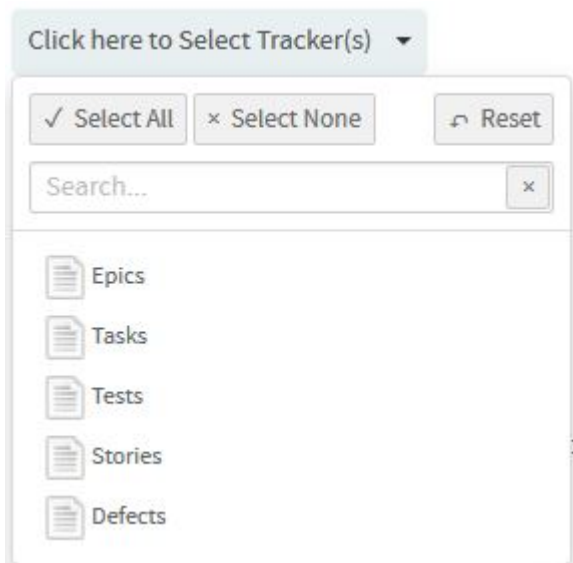 Click here to Select Tracker(s)
✓ Select All × Select None Reset
Search... ×
Epics
Tasks
Tests
Stories
Defects